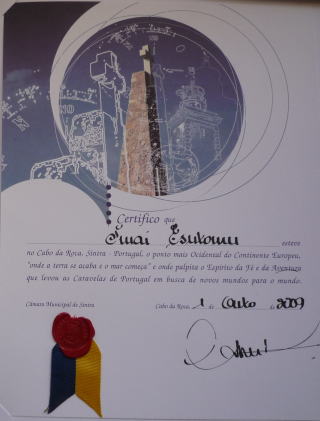 Certifico que
Imai Tsutomu esteve
no Cabo da Roca, Sintra - Portugal, o ponto mais Ocidental do Continente Europeu,
"onde a terra se acaba e o mar começa" e onde palpita o Espírito da Fé e da Aventura
que levou as Caravelas de Portugal em busca de novos mundos para o mundo.
Câmara Municipal de Sintra
Cabo da Roca, 1 de Outo de 2009